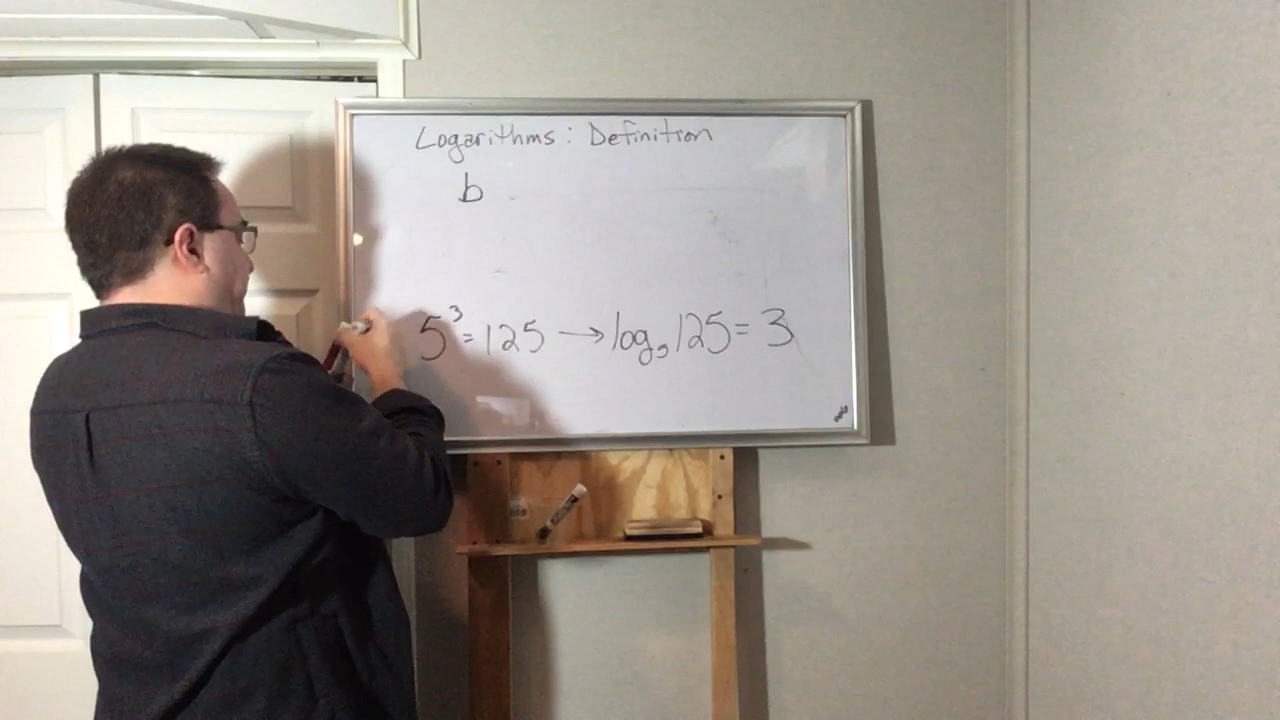 Logarithms: Definition
b
5³ = 125 → log₅ 125 = 3